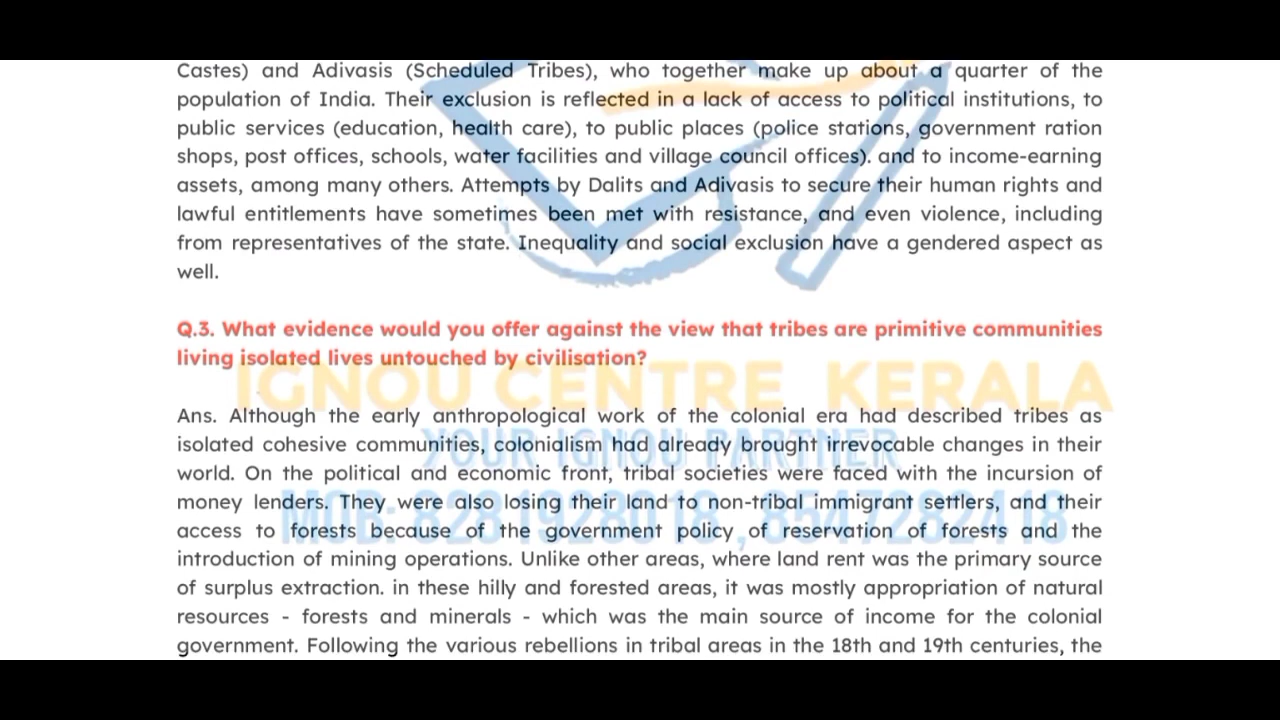 Castes) and Adivasis (Scheduled Tribes), who together make up about a quarter of the
population of India. Their exclusion is reflected in a lack of access to political institutions, to
public services (education, health care), to public places (police stations, government ration
shops, post offices, schools, water facilities and village council offices). and to income-earning
assets, among many others. Attempts by Dalits and Adivasis to secure their human rights and
lawful entitlements have sometimes been met with resistance, and even violence, including
from representatives of the state. Inequality and social exclusion have a gendered aspect as
well.
Q.3. What evidence would you offer against the view that tribes are primitive communities
living isolated lives untouched by civilisation?
IGNOU CENTRE KERALA
Ans. Although the early anthropological work of the colonial era had described tribes as
isolated cohesive communities, colonialism had already brought irrevocable changes in their
YOUR IGNOU PARTNER
world. On the political and economic front, tribal societies were faced with the incursion of
money lenders. They were also losing their land to non-tribal immigrant settlers, and their
access to forests because of the government policy of reservation of forests and the
introduction of mining operations. Unlike other areas, where land rent was the primary source
of surplus extraction. in these hilly and forested areas, it was mostly appropriation of natural
resources - forests and minerals - which was the main source of income for the colonial
government. Following the various rebellions in tribal areas in the 18th and 19th centuries, the